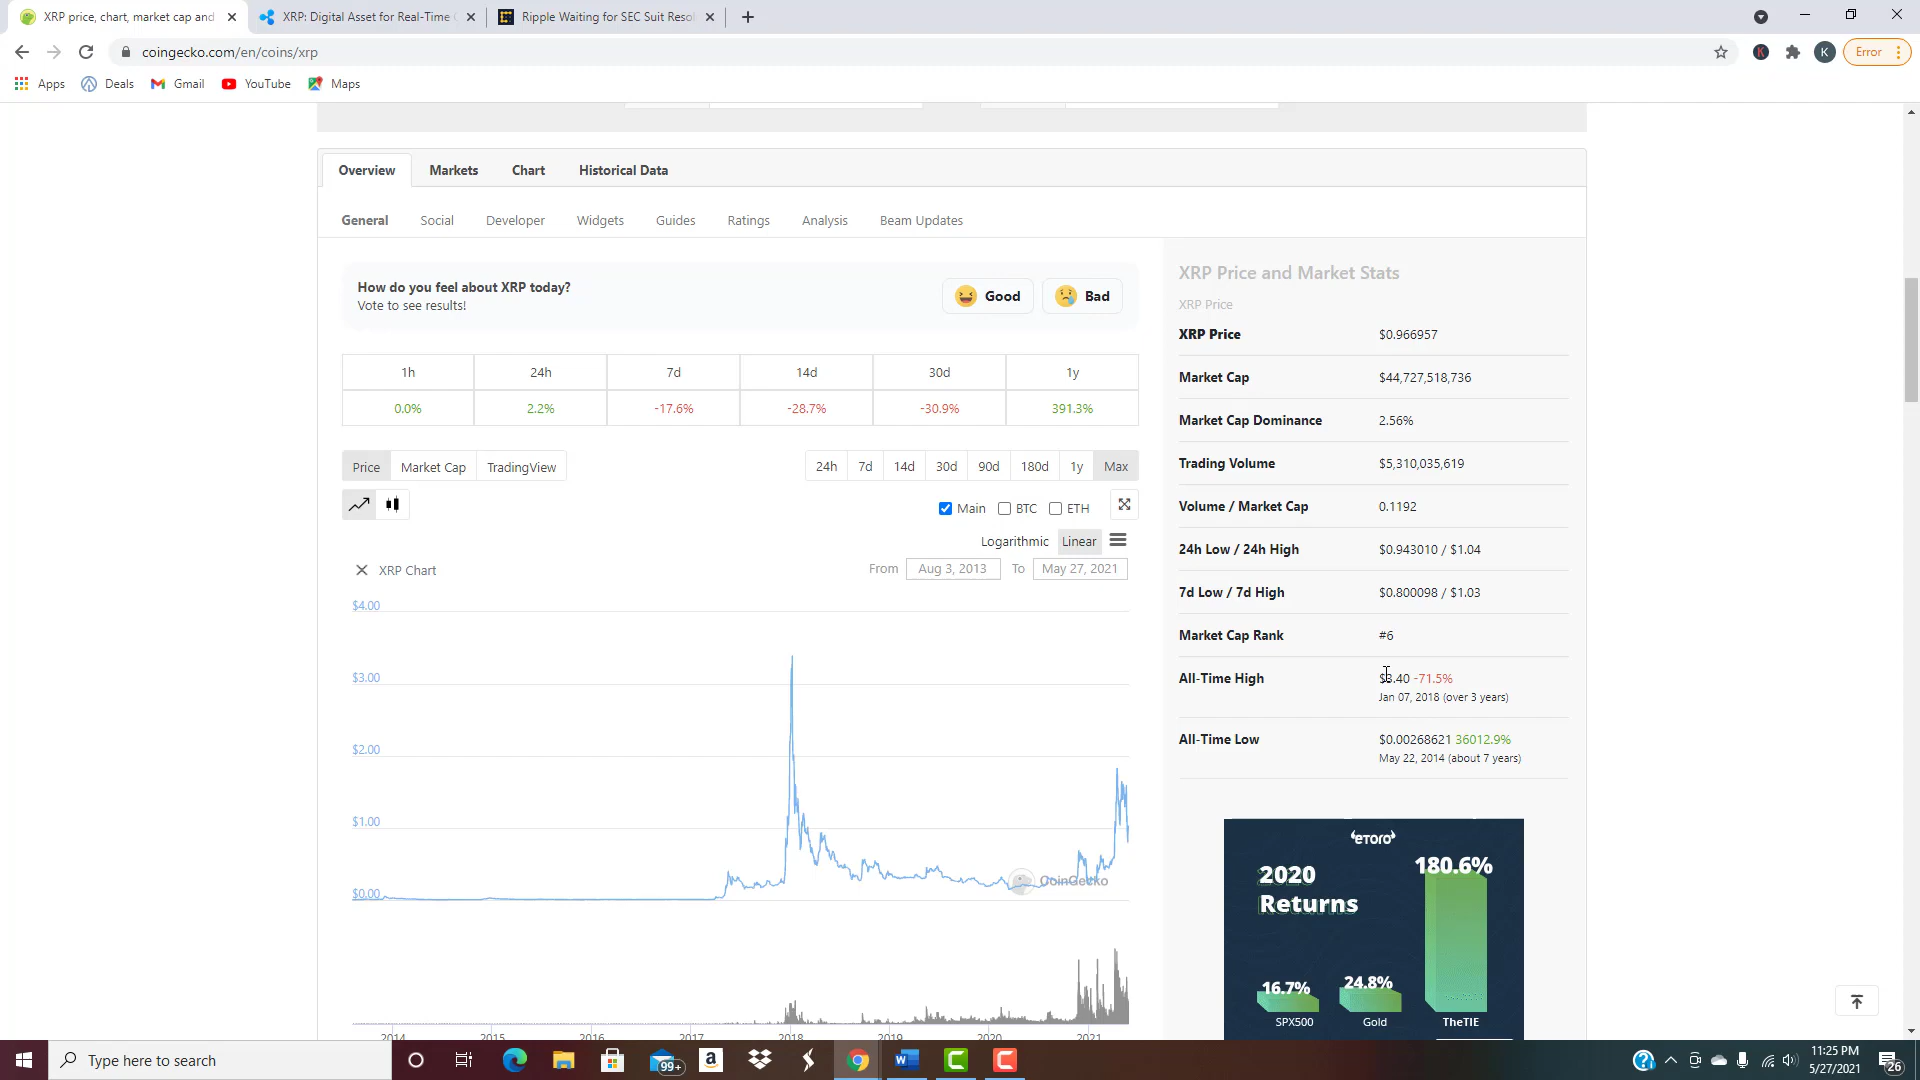 XRP price, chart, market cap and
XRP: Digital Asset for Real-Time
Ripple Waiting for SEC Suit Reso
coingecko.com/en/coins/xrp
K
K
Error
Apps
Deals
Gmail
YouTube
Maps
Overview
Markets
Chart
Historical Data
General
Social
Developer
Widgets
Guides
Ratings
Analysis
Beam Updates
How do you feel about XRP today?
Vote to see results!
Good
Bad
1h 24h 7d 14d 30d 1y
0.0% 2.2% -17.6% -28.7% -30.9% 391.3%
Price
Market Cap
TradingView
24h 7d 14d 30d 90d 180d 1y Max
Main
BTC
ETH
Logarithmic
Linear
XRP Chart
From Aug 3, 2013 To May 27, 2021
$4.00
$3.00
$2.00
$1.00
$0.00
CoinGecko
2014 2015 2016 2017 2018 2019 2020 2021
XRP Price and Market Stats
XRP Price
XRP Price $0.966957
Market Cap $44,727,518,736
Market Cap Dominance 2.56%
Trading Volume $5,310,035,619
Volume / Market Cap 0.1192
24h Low / 24h High $0.943010 / $1.04
7d Low / 7d High $0.800098 / $1.03
Market Cap Rank #6
All-Time High $3.40 -71.5%
Jan 07, 2018 (over 3 years)
All-Time Low $0.00268621 36012.9%
May 22, 2014 (about 7 years)
eTORO
2020
Returns
180.6%
16.7%
24.8%
SPX500
Gold
TheTIE
Type here to search
99+
a
11:25 PM
5/27/2021
26